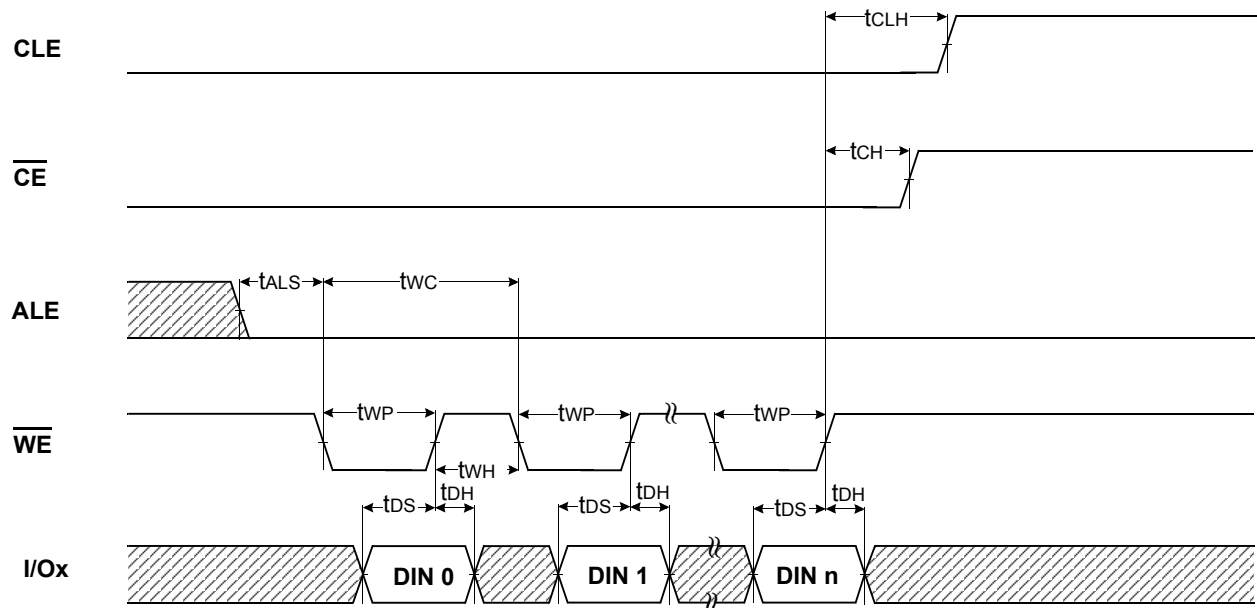 CLE
tCLH
CE
tCH
ALE
tALS
tWC
WE
tWP
tWP
tWP
tWH
I/Ox
tDS
tDH
tDS
tDH
tDS
tDH
DIN 0
DIN 1
DIN n